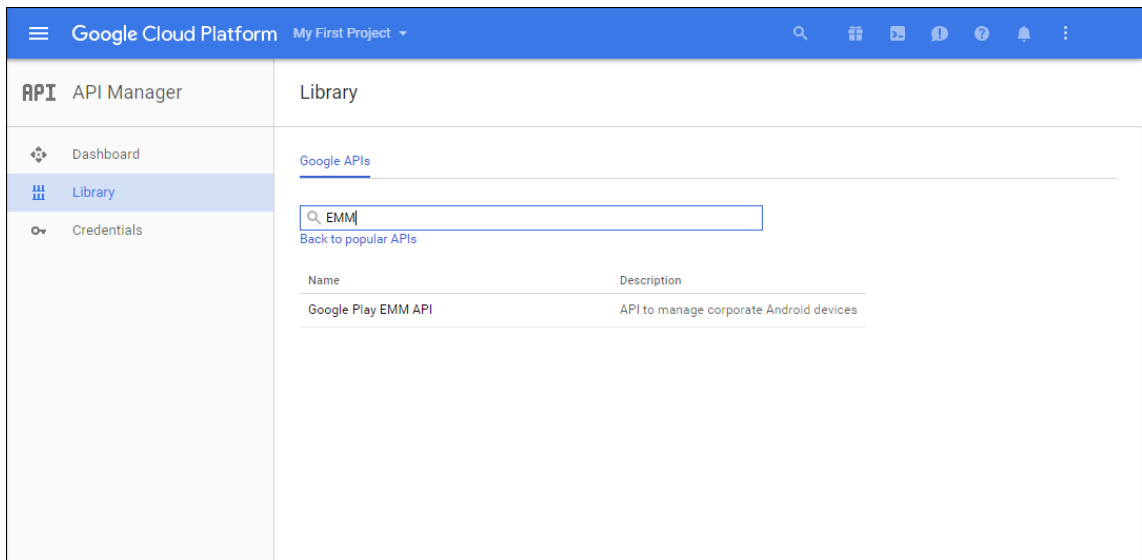 Google Cloud Platform My First Project
API API Manager
Library
Dashboard
Library
Credentials
Google APIs
EMM
Back to popular APIs
Name Description
Google Play EMM API API to manage corporate Android devices